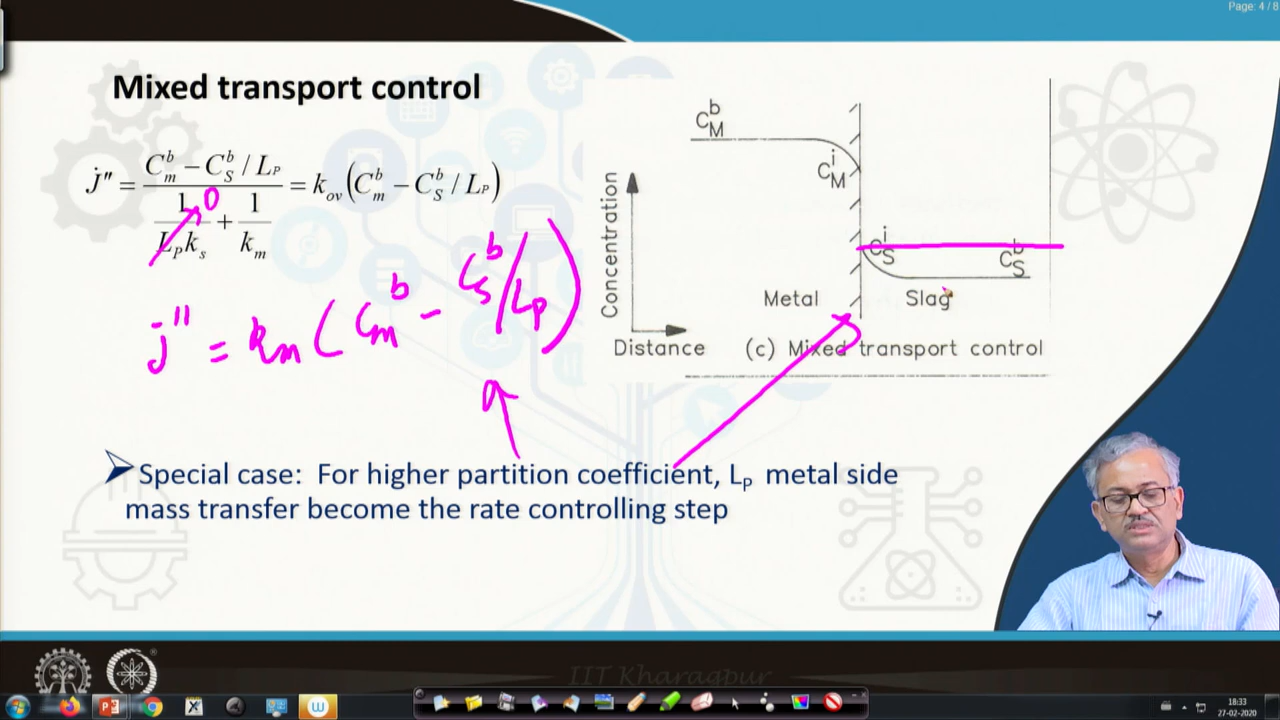 Page: 4 / 8
Mixed transport control
J̇" = (C_m^b − C_S^b / L_P) / (1/(L_P k_s) + 1/k_m) = k_ov (C_m^b − C_S^b / L_P)
0
j̇" = k_m (C_m^b − C_S^b / L_P)
C_M^b
C_M^i
C_S^i
C_S^b
Concentration
Metal
Slag
Distance
(c) Mixed transport control
Special case: For higher partition coefficient, L_P metal side
mass transfer become the rate controlling step
IIT Kharagpur
18:33
27-02-2020